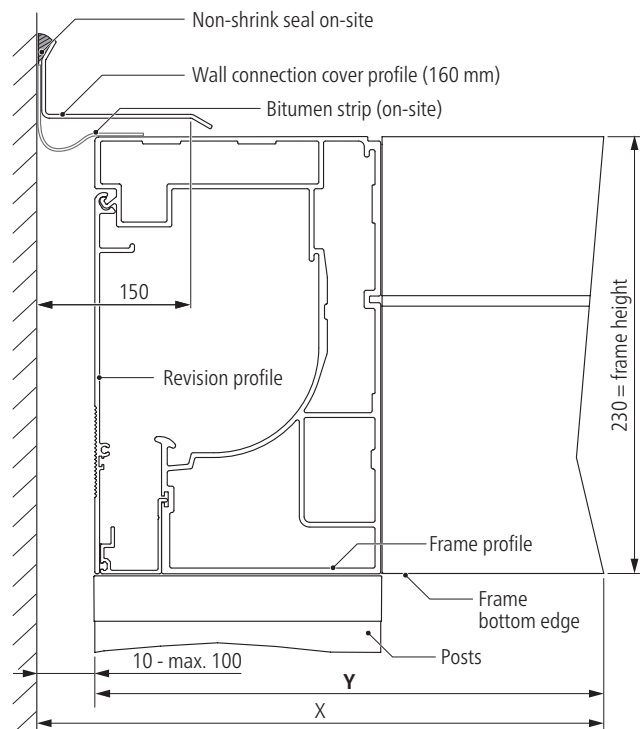 Non-shrink seal on-site
Wall connection cover profile (160 mm)
Bitumen strip (on-site)
150
230 = frame height
Revision profile
Frame profile
Frame
bottom edge
Posts
10 - max. 100
Y
X